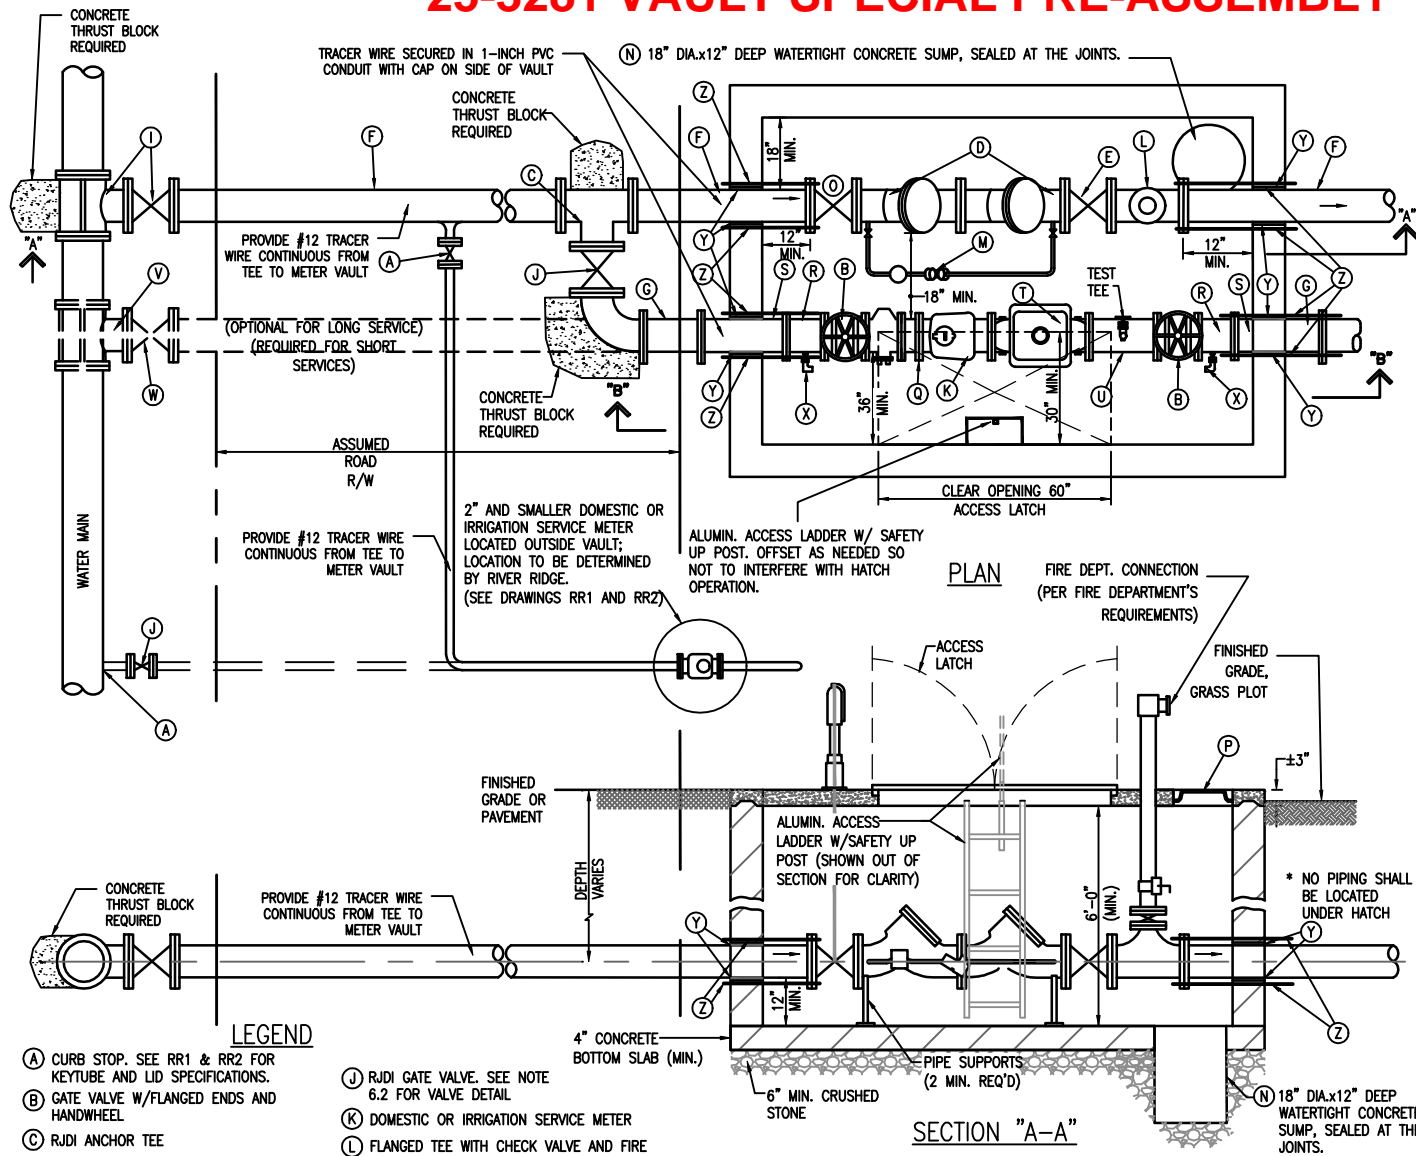 25-3281 VAULT SPECIAL PRE-ASSEMBLY
CONCRETE
THRUST BLOCK
REQUIRED
TRACER WIRE SECURED IN 1-INCH PVC
CONDUIT WITH CAP ON SIDE OF VAULT
N 18" DIA.x12" DEEP WATERTIGHT CONCRETE SUMP, SEALED AT THE JOINTS.
CONCRETE
THRUST BLOCK
REQUIRED
Z
I
F
C
F
18"
MIN.
O
D
E
L
Y
F
"A"
"A"
PROVIDE #12 TRACER
WIRE CONTINUOUS FROM
TEE TO METER VAULT
A
J
Y
Z
12"
MIN.
M
12"
MIN.
Z
V
G
S
R
B
18" MIN.
T
TEST
TEE
R
S
Y
G
(OPTIONAL FOR LONG SERVICE)
(REQUIRED FOR SHORT
SERVICES)
W
CONCRETE
THRUST BLOCK
REQUIRED
"B"
Y
Z
X
36"
MIN.
Q
K
30" MIN.
U
B
X
Y
"B"
ASSUMED
ROAD
R/W
CLEAR OPENING 60"
ACCESS LATCH
WATER MAIN
PROVIDE #12 TRACER WIRE
CONTINUOUS FROM TEE TO
METER VAULT
2" AND SMALLER DOMESTIC OR
IRRIGATION SERVICE METER
LOCATED OUTSIDE VAULT;
LOCATION TO BE DETERMINED
BY RIVER RIDGE.
(SEE DRAWINGS RR1 AND RR2)
ALUMIN. ACCESS LADDER W/ SAFETY
UP POST. OFFSET AS NEEDED SO
NOT TO INTERFERE WITH HATCH
OPERATION.
PLAN
FIRE DEPT. CONNECTION
(PER FIRE DEPARTMENT'S
REQUIREMENTS)
J
A
ACCESS
LATCH
FINISHED
GRADE,
GRASS PLOT
P
±3"
FINISHED
GRADE OR
PAVEMENT
DEPTH
VARIES
ALUMIN. ACCESS
LADDER W/SAFETY UP
POST (SHOWN OUT OF
SECTION FOR CLARITY)
6'-0"
(MIN.)
* NO PIPING SHALL
BE LOCATED
UNDER HATCH
CONCRETE
THRUST BLOCK
REQUIRED
PROVIDE #12 TRACER WIRE
CONTINUOUS FROM TEE TO
METER VAULT
Y
Z
12"
MIN.
Y
Z
4" CONCRETE
BOTTOM SLAB (MIN.)
6" MIN. CRUSHED
STONE
PIPE SUPPORTS
(2 MIN. REQ'D)
N 18" DIA.x12" DEEP
WATERTIGHT CONCRETE
SUMP, SEALED AT THE
JOINTS.
SECTION "A-A"
LEGEND
A CURB STOP. SEE RR1 & RR2 FOR
KEYTUBE AND LID SPECIFICATIONS.
B GATE VALVE W/FLANGED ENDS AND
HANDWHEEL
C RJDI ANCHOR TEE
J RJDI GATE VALVE. SEE NOTE
6.2 FOR VALVE DETAIL
K DOMESTIC OR IRRIGATION SERVICE METER
L FLANGED TEE WITH CHECK VALVE AND FIRE